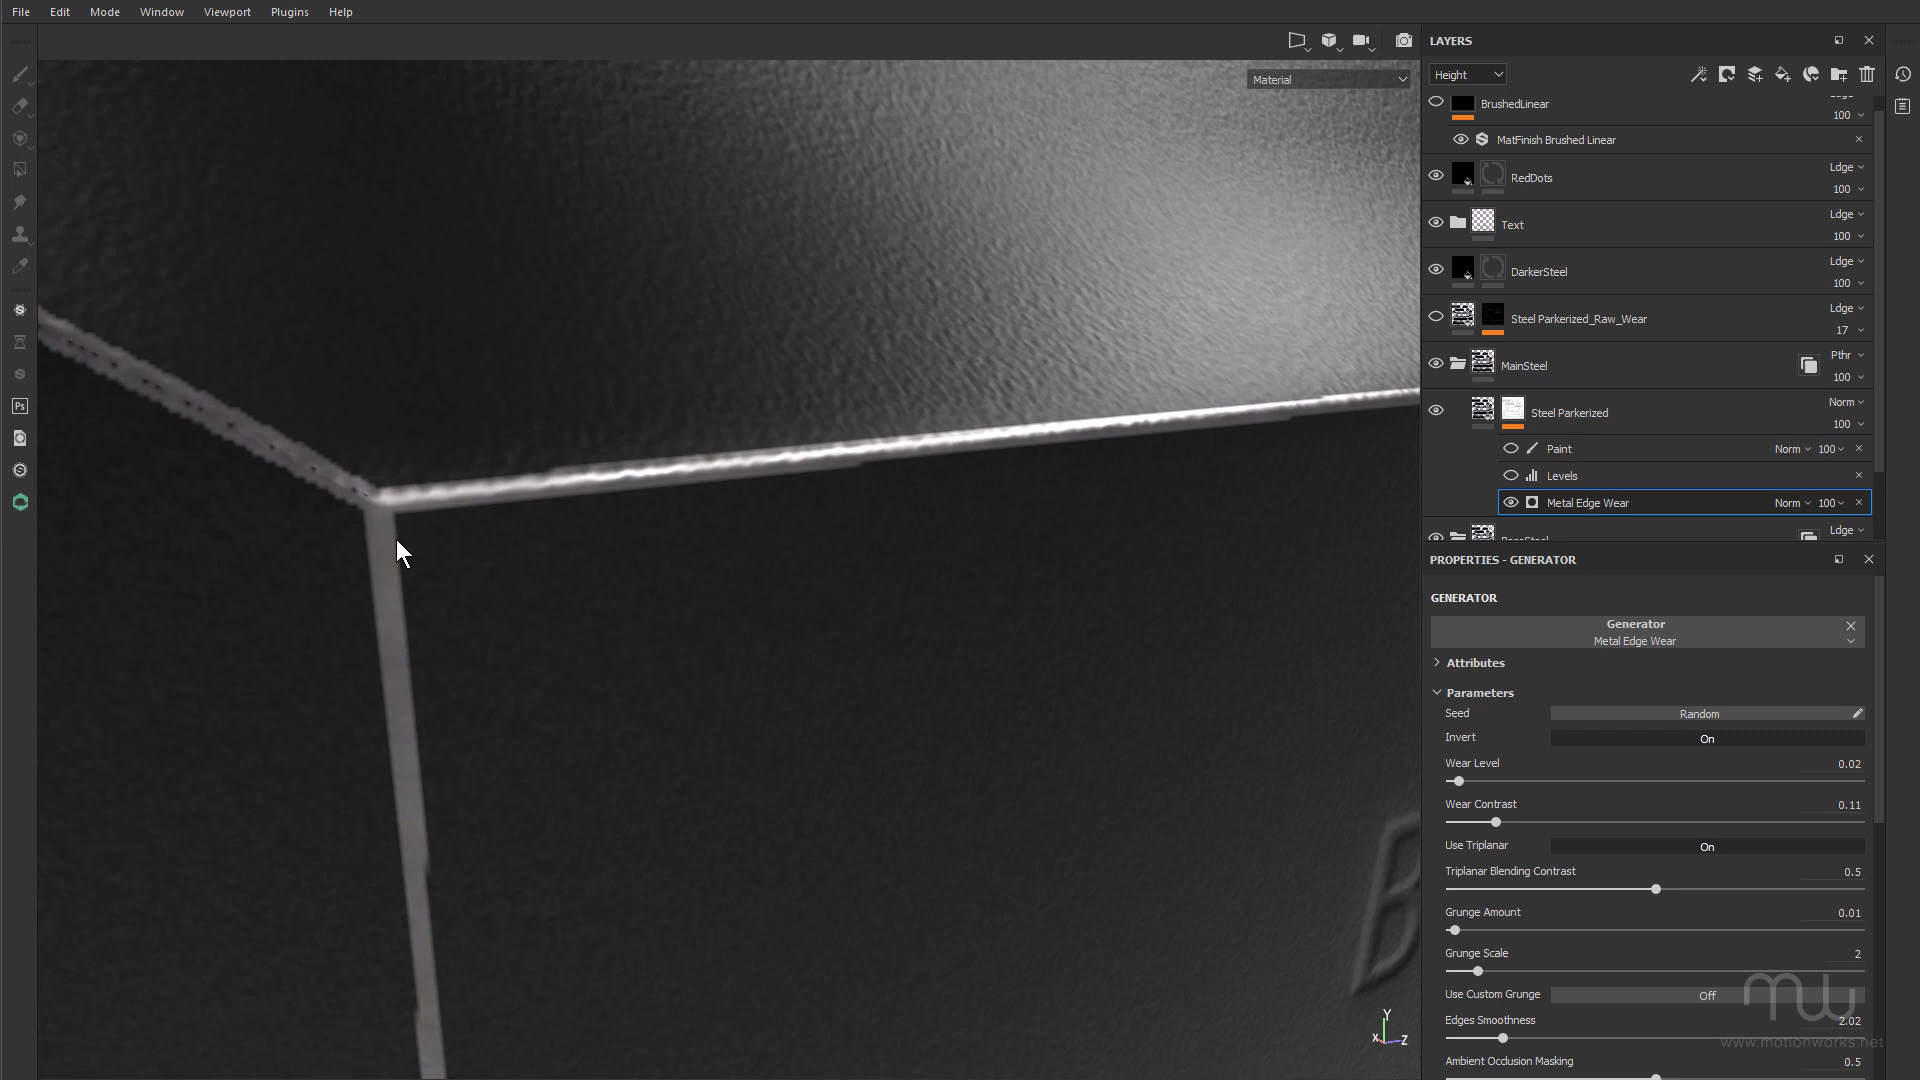 File Edit Mode Window Viewport Plugins Help
LAYERS
Material
Height
BrushedLinear
100
MatFinish Brushed Linear
Ldge
RedDots
100
Ldge
Text
100
Ldge
DarkerSteel
100
Ldge
Steel Parkerized_Raw_Wear
17
Pthr
MainSteel
100
Norm
Steel Parkerized
100
Paint Norm 100
Levels
Metal Edge Wear Norm 100
Ldge
PROPERTIES - GENERATOR
GENERATOR
Generator
Metal Edge Wear
Attributes
Parameters
Seed Random
Invert On
Wear Level 0.02
Wear Contrast 0.11
Use Triplanar On
Triplanar Blending Contrast 0.5
Grunge Amount 0.01
Grunge Scale 2
Use Custom Grunge Off
Edges Smoothness 2.02
Ambient Occlusion Masking 0.5
Ps
B
Y
X Z
mw
www.motionworks.net